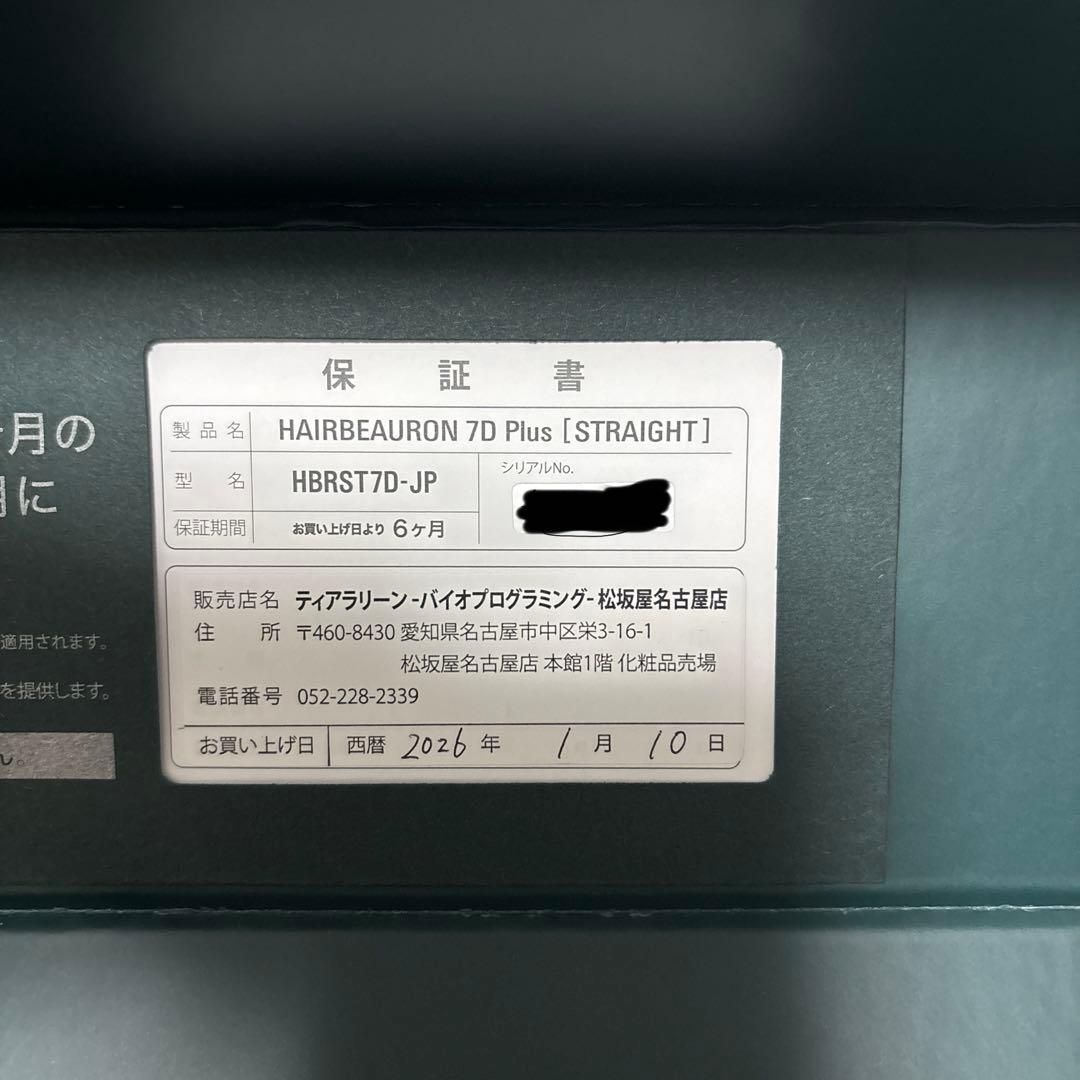 保証書
製品名 HAIRBEAURON 7D Plus [STRAIGHT]
型名 HBRST7D-JP
シリアルNo.
保証期間 お買い上げ日より 6ヶ月
販売店名 ティアラリーン -バイオプログラミング- 松坂屋名古屋店
住所 〒460-8430 愛知県名古屋市中区栄3-16-1
松坂屋名古屋店 本館1階 化粧品売場
電話番号 052-228-2339
お買い上げ日 西暦 2026 年 1 月 10 日
月の
に
適用されます。
を提供します。
ん。